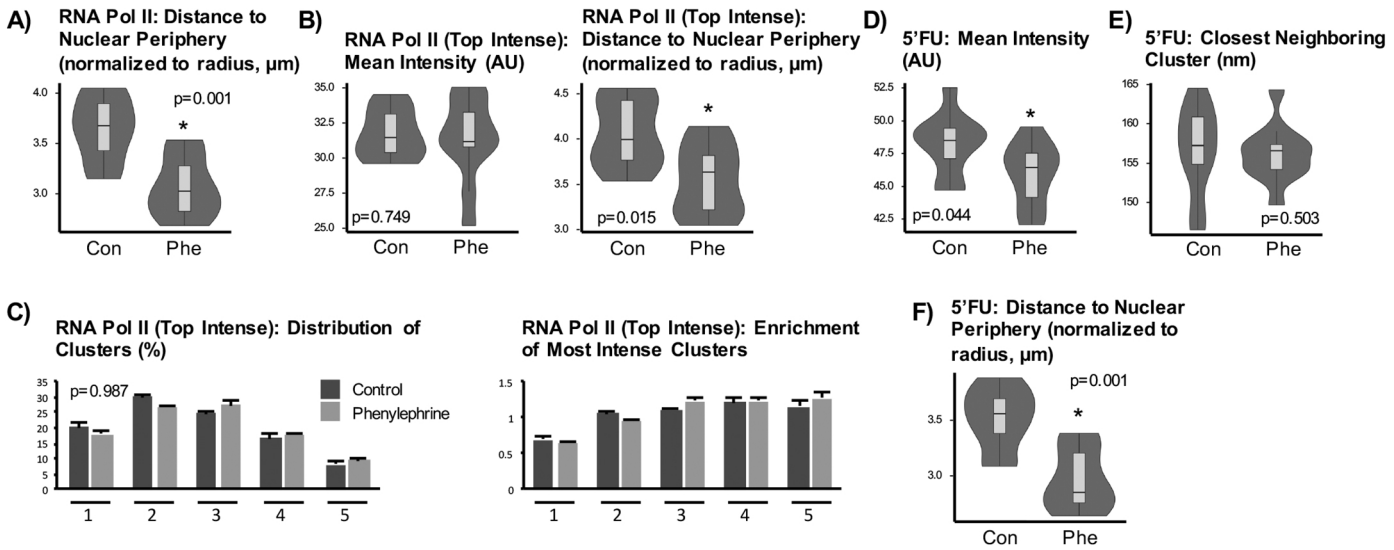 A)
RNA Pol II: Distance to
Nuclear Periphery
(normalized to radius, µm)
4.0
3.5
3.0
p=0.001
*
Con
Phe
B)
RNA Pol II (Top Intense):
Mean Intensity (AU)
35.0
32.5
30.0
27.5
25.0
p=0.749
Con
Phe
RNA Pol II (Top Intense):
Distance to Nuclear Periphery
(normalized to radius, µm)
4.5
4.0
3.5
3.0
*
p=0.015
Con
Phe
D)
5'FU: Mean Intensity
(AU)
52.5
50.0
47.5
45.0
42.5
*
p=0.044
Con
Phe
E)
5'FU: Closest Neighboring
Cluster (nm)
165
160
155
150
p=0.503
Con
Phe
C)
RNA Pol II (Top Intense): Distribution of
Clusters (%)
35
30
25
20
15
10
5
0
p=0.987
Control
Phenylephrine
1 2 3 4 5
RNA Pol II (Top Intense): Enrichment
of Most Intense Clusters
1.5
1
0.5
0
1 2 3 4 5
F)
5'FU: Distance to Nuclear
Periphery (normalized to
radius, µm)
3.5
3.0
p=0.001
*
Con
Phe